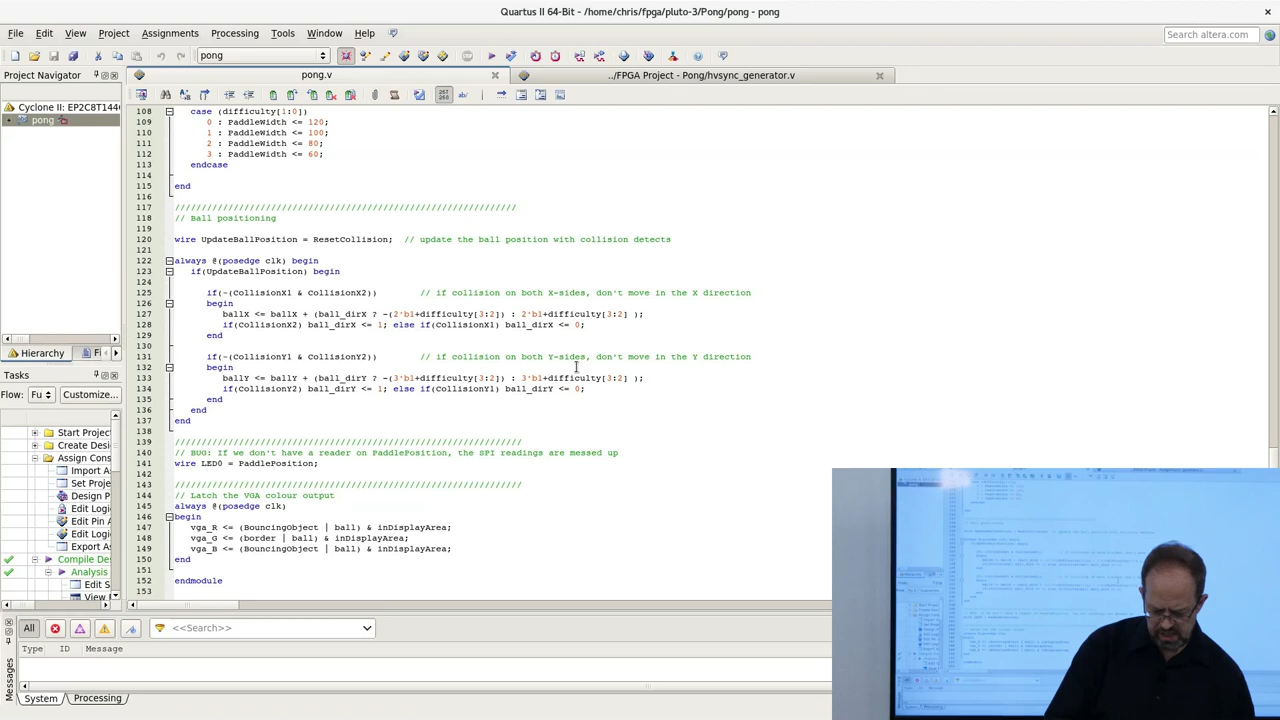 Quartus II 64-Bit - /home/chris/fpga/pluto-3/Pong/pong - pong
File Edit View Project Assignments Processing Tools Window Help
Search altera.com
pong
Project Navigator
pong.v
../FPGA Project - Pong/hvsync_generator.v
Cyclone II: EP2C8T144
pong
Hierarchy
Tasks
Flow: Fu Customize...
Start Projec
Create Desi
Assign Cons
Import A
Set Proje
Design P
Edit Logi
Edit Pin
Edit Logi
Export As
Compile Des
Analysis
Edit S
View
108 case (difficulty[1:0])
109 0 : PaddleWidth <= 120;
110 1 : PaddleWidth <= 100;
111 2 : PaddleWidth <= 80;
112 3 : PaddleWidth <= 60;
113 endcase
114
115 end
116
117 ////////////////////////////////////////////////////////////////
118 // Ball positioning
119
120 wire UpdateBallPosition = ResetCollision; // update the ball position with collision detects
121
122 always @(posedge clk) begin
123 if(UpdateBallPosition) begin
124
125 if(~(CollisionX1 & CollisionX2)) // if collision on both X-sides, don't move in the X direction
126 begin
127 ballX <= ballX + (ball_dirX ? -(2'b1+difficulty[3:2]) : 2'b1+difficulty[3:2] );
128 if(CollisionX2) ball_dirX <= 1; else if(CollisionX1) ball_dirX <= 0;
129 end
130
131 if(~(CollisionY1 & CollisionY2)) // if collision on both Y-sides, don't move in the Y direction
132 begin
133 ballY <= ballY + (ball_dirY ? -(3'b1+difficulty[3:2]) : 3'b1+difficulty[3:2] );
134 if(CollisionY2) ball_dirY <= 1; else if(CollisionY1) ball_dirY <= 0;
135 end
136 end
137 end
138
139 /////////////////////////////////////////////////////////////////
140 // BUG: If we don't have a reader on PaddlePosition, the SPI readings are messed up
141 wire LED0 = PaddlePosition;
142
143 /////////////////////////////////////////////////////////////////
144 // Latch the VGA colour output
145 always @(posedge clk)
146 begin
147 vga_R <= (BouncingObject | ball) & inDisplayArea;
148 vga_G <= (border | ball) & inDisplayArea;
149 vga_B <= (BouncingObject | ball) & inDisplayArea;
150 end
151
152 endmodule
153
All <<Search>>
Type ID Message
Messages
System Processing